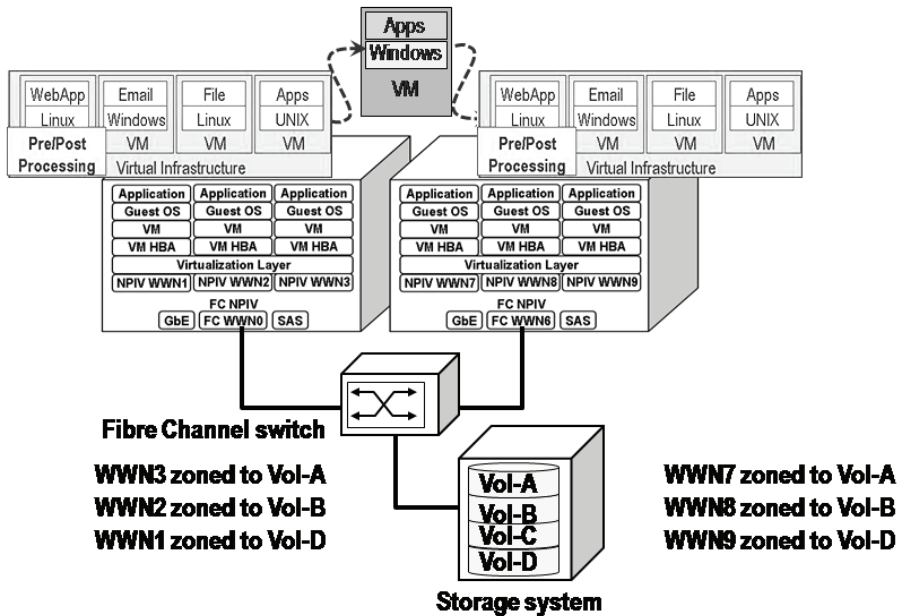 Apps
Windows
VM
WebApp Email File Apps
Linux Windows Linux UNIX
Pre/Post VM VM VM
Processing Virtual Infrastructure
WebApp Email File Apps
Linux Windows Linux UNIX
Pre/Post VM VM VM
Processing Virtual Infrastructure
Application Application Application
Guest OS Guest OS Guest OS
VM VM VM
VM HBA VM HBA VM HBA
Virtualization Layer
NPIV WWN1 NPIV WWN2 NPIV WWN3
FC NPIV
GbE FC WWN0 SAS
Application Application Application
Guest OS Guest OS Guest OS
VM VM VM
VM HBA VM HBA VM HBA
Virtualization Layer
NPIV WWN7 NPIV WWN8 NPIV WWN9
FC NPIV
GbE FC WWN6 SAS
Fibre Channel switch
WWN3 zoned to Vol-A
WWN2 zoned to Vol-B
WWN1 zoned to Vol-D
Vol-A
Vol-B
Vol-C
Vol-D
Storage system
WWN7 zoned to Vol-A
WWN8 zoned to Vol-B
WWN9 zoned to Vol-D